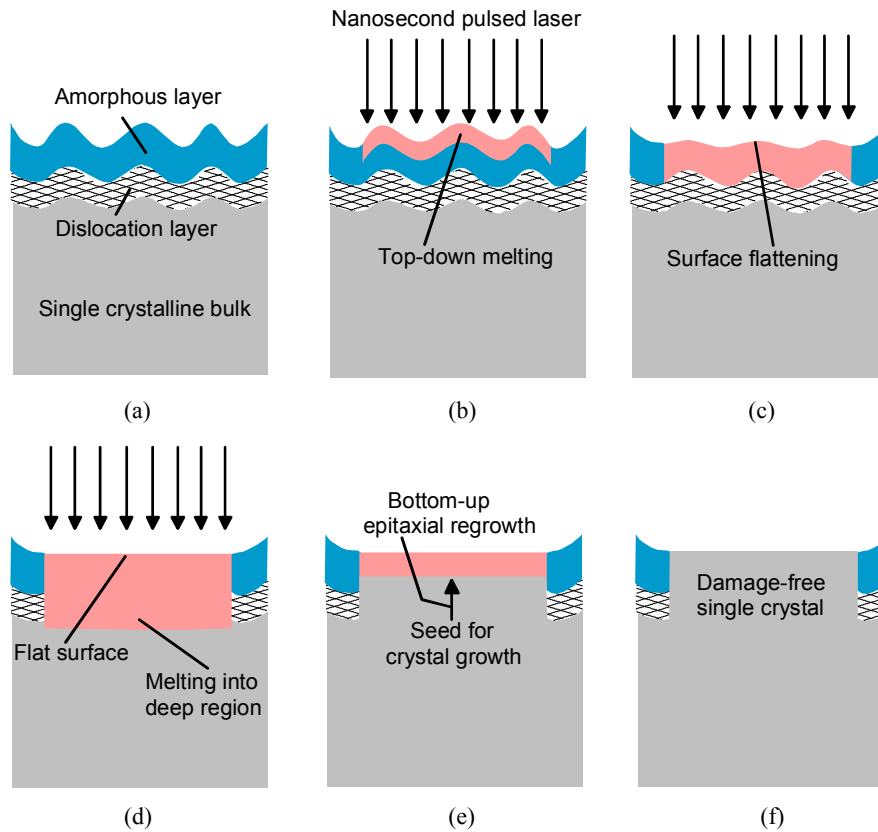 Nanosecond pulsed laser
Amorphous layer
Dislocation layer
Top-down melting
Surface flattening
Single crystalline bulk
(a)
(b)
(c)
Bottom-up
epitaxial regrowth
Damage-free
single crystal
Flat surface
Seed for
crystal growth
Melting into
deep region
(d)
(e)
(f)